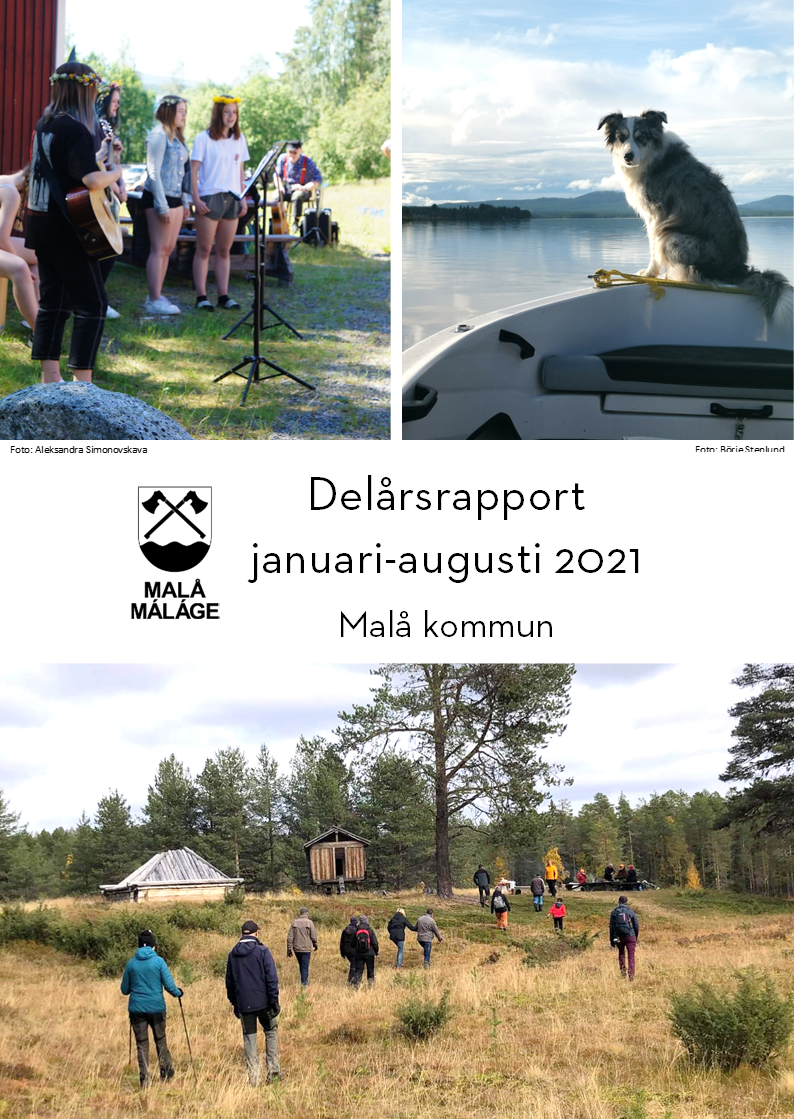 Foto: Aleksandra Simonovskava
Foto: Börje Stenlund
Delårsrapport
januari-augusti 2021
Malå kommun
MALÅ
MÁLÁGE